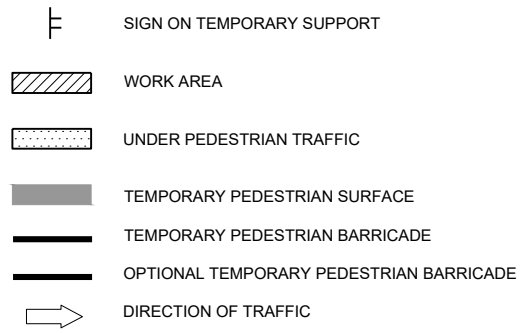 SIGN ON TEMPORARY SUPPORT
WORK AREA
UNDER PEDESTRIAN TRAFFIC
TEMPORARY PEDESTRIAN SURFACE
TEMPORARY PEDESTRIAN BARRICADE
OPTIONAL TEMPORARY PEDESTRIAN BARRICADE
DIRECTION OF TRAFFIC